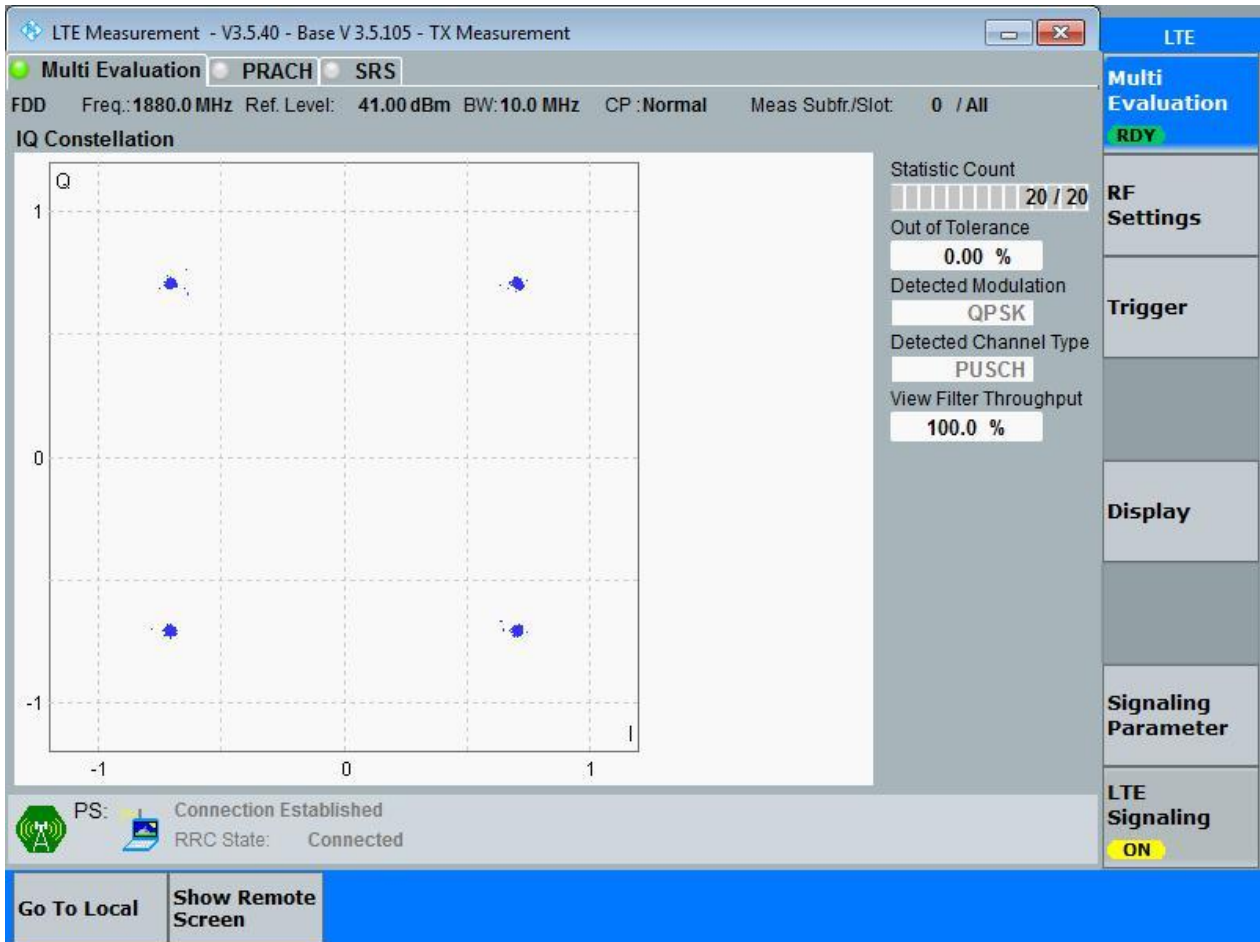 LTE Measurement - V3.5.40 - Base V 3.5.105 - TX Measurement
LTE
Multi Evaluation PRACH SRS
Multi
Evaluation
RDY
FDD Freq.: 1880.0 MHz Ref. Level: 41.00 dBm BW: 10.0 MHz CP : Normal Meas Subfr./Slot: 0 / All
IQ Constellation
Q
1
0
-1
I
-1 0 1
Statistic Count
20 / 20
Out of Tolerance
0.00 %
Detected Modulation
QPSK
Detected Channel Type
PUSCH
View Filter Throughput
100.0 %
RF
Settings
Trigger
Display
Signaling
Parameter
LTE
Signaling
ON
PS: Connection Established
RRC State: Connected
Go To Local
Show Remote
Screen